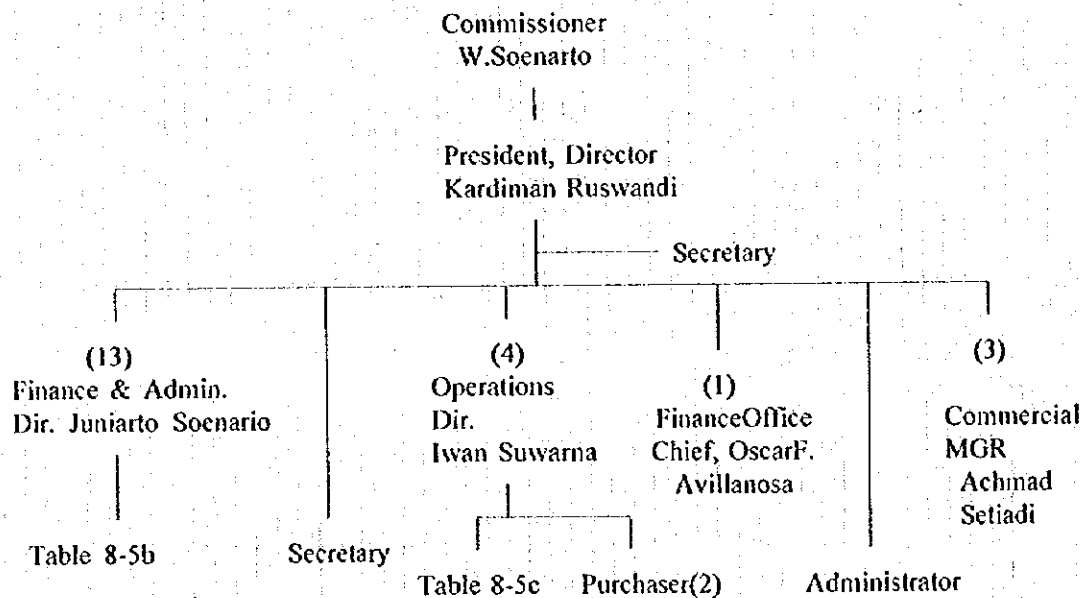 Commissioner
W.Soenarto
President, Director
Kardiman Ruswandi
Secretary
(13)
Finance & Admin.
Dir. Juniarto Soenario
Table 8-5b
Secretary
(4)
Operations
Dir.
Iwan Suwarna
Table 8-5c
Purchaser(2)
(1)
FinanceOffice
Chief, OscarF.
Avillanosa
Administrator
(3)
Commercial
MGR
Achmad
Setiadi